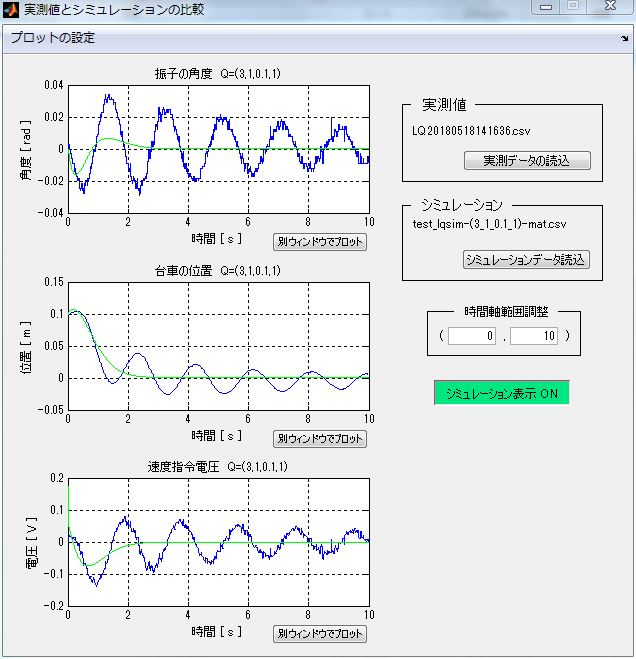 実測値とシミュレーションの比較
プロットの設定
振子の角度 Q=(3,1,0.1,1)
0.04
0.02
0
-0.02
-0.04
角度 [ rad ]
0 2 4 6 8 10
時間 [ s ]
別ウィンドウでプロット
台車の位置 Q=(3,1,0.1,1)
0.15
0.1
0.05
0
-0.05
位置 [ m ]
0 2 4 6 8 10
時間 [ s ]
別ウィンドウでプロット
速度指令電圧 Q=(3,1,0.1,1)
0.2
0.1
0
-0.1
-0.2
電圧 [ V ]
0 2 4 6 8 10
時間 [ s ]
別ウィンドウでプロット
実測値
LQ20180518141636.csv
実測データの読込
シミュレーション
test_lqsim-(3_1_0.1_1)-mat.csv
シミュレーションデータ読込
時間軸範囲調整
( 0 , 10 )
シミュレーション表示 ON